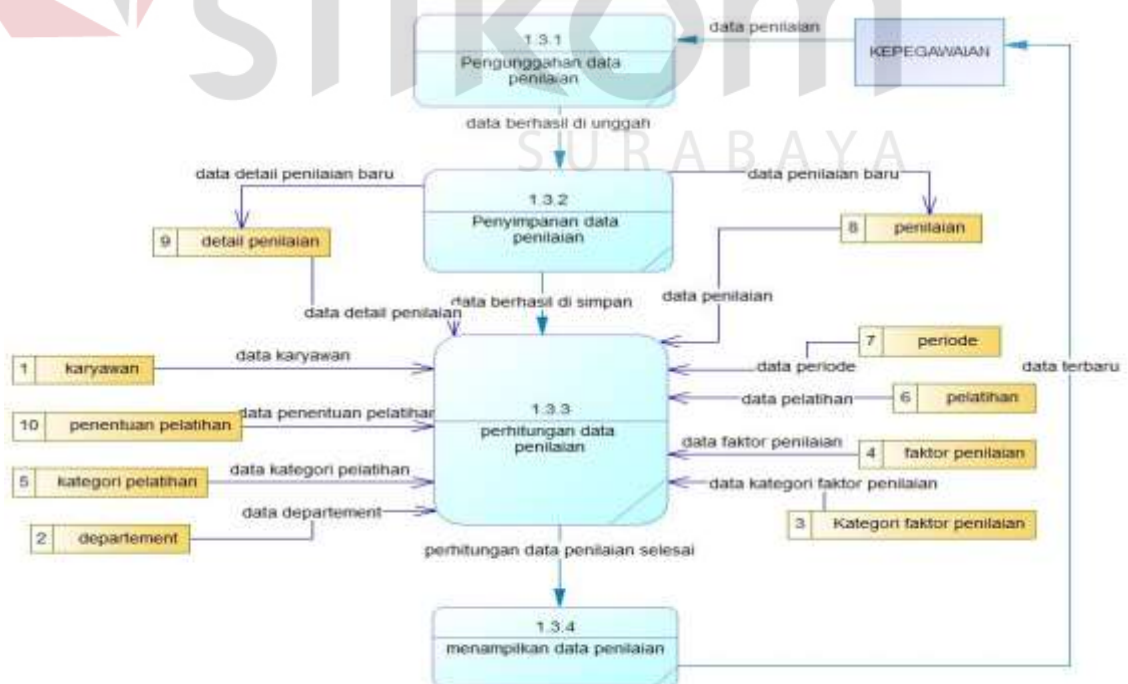 stikom
SURABAYA
1.3.1
Pengunggahan data
penilaian
data penilaian
KEPEGAWAIAN
data berhasil di unggah
data detail penilaian baru
data penilaian baru
1.3.2
Penyimpanan data
penilaian
9 detail penilaian
8 penilaian
data berhasil di simpan
data penilaian
data detail penilaian
1 karyawan
data karyawan
7 periode
data periode
data terbaru
10 penentuan pelatihan
data penentuan pelatihan
1.3.3
perhitungan data
penilaian
data pelatihan
6 pelatihan
data faktor penilaian
4 faktor penilaian
5 kategori pelatihan
data kategori pelatihan
data kategori faktor penilaian
3 Kategori faktor penilaian
2 departement
data departement
perhitungan data penilaian selesai
1.3.4
menampilkan data penilaian